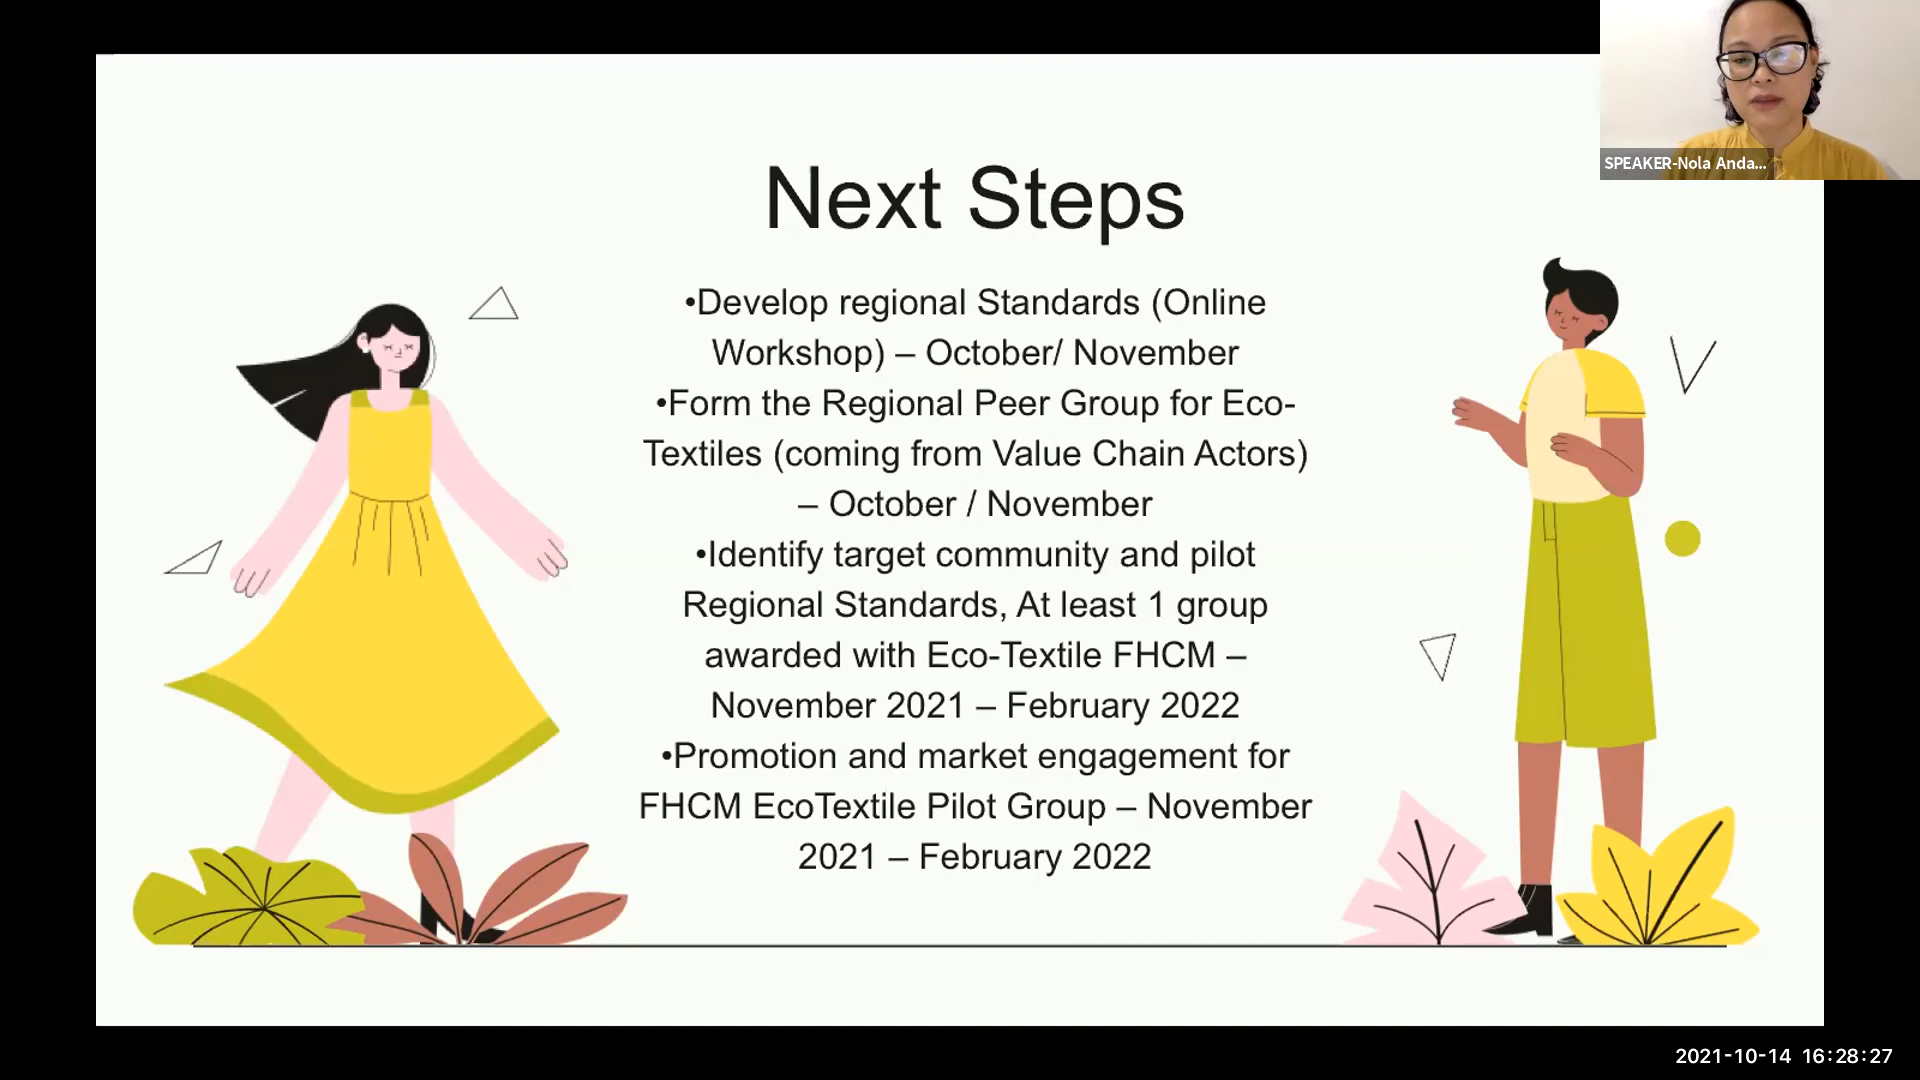 SPEAKER-Nola Anda...
Next Steps
•Develop regional Standards (Online
Workshop) – October/ November
•Form the Regional Peer Group for Eco-
Textiles (coming from Value Chain Actors)
– October / November
•Identify target community and pilot
Regional Standards, At least 1 group
awarded with Eco-Textile FHCM –
November 2021 – February 2022
•Promotion and market engagement for
FHCM EcoTextile Pilot Group – November
2021 – February 2022
2021-10-14 16:28:27